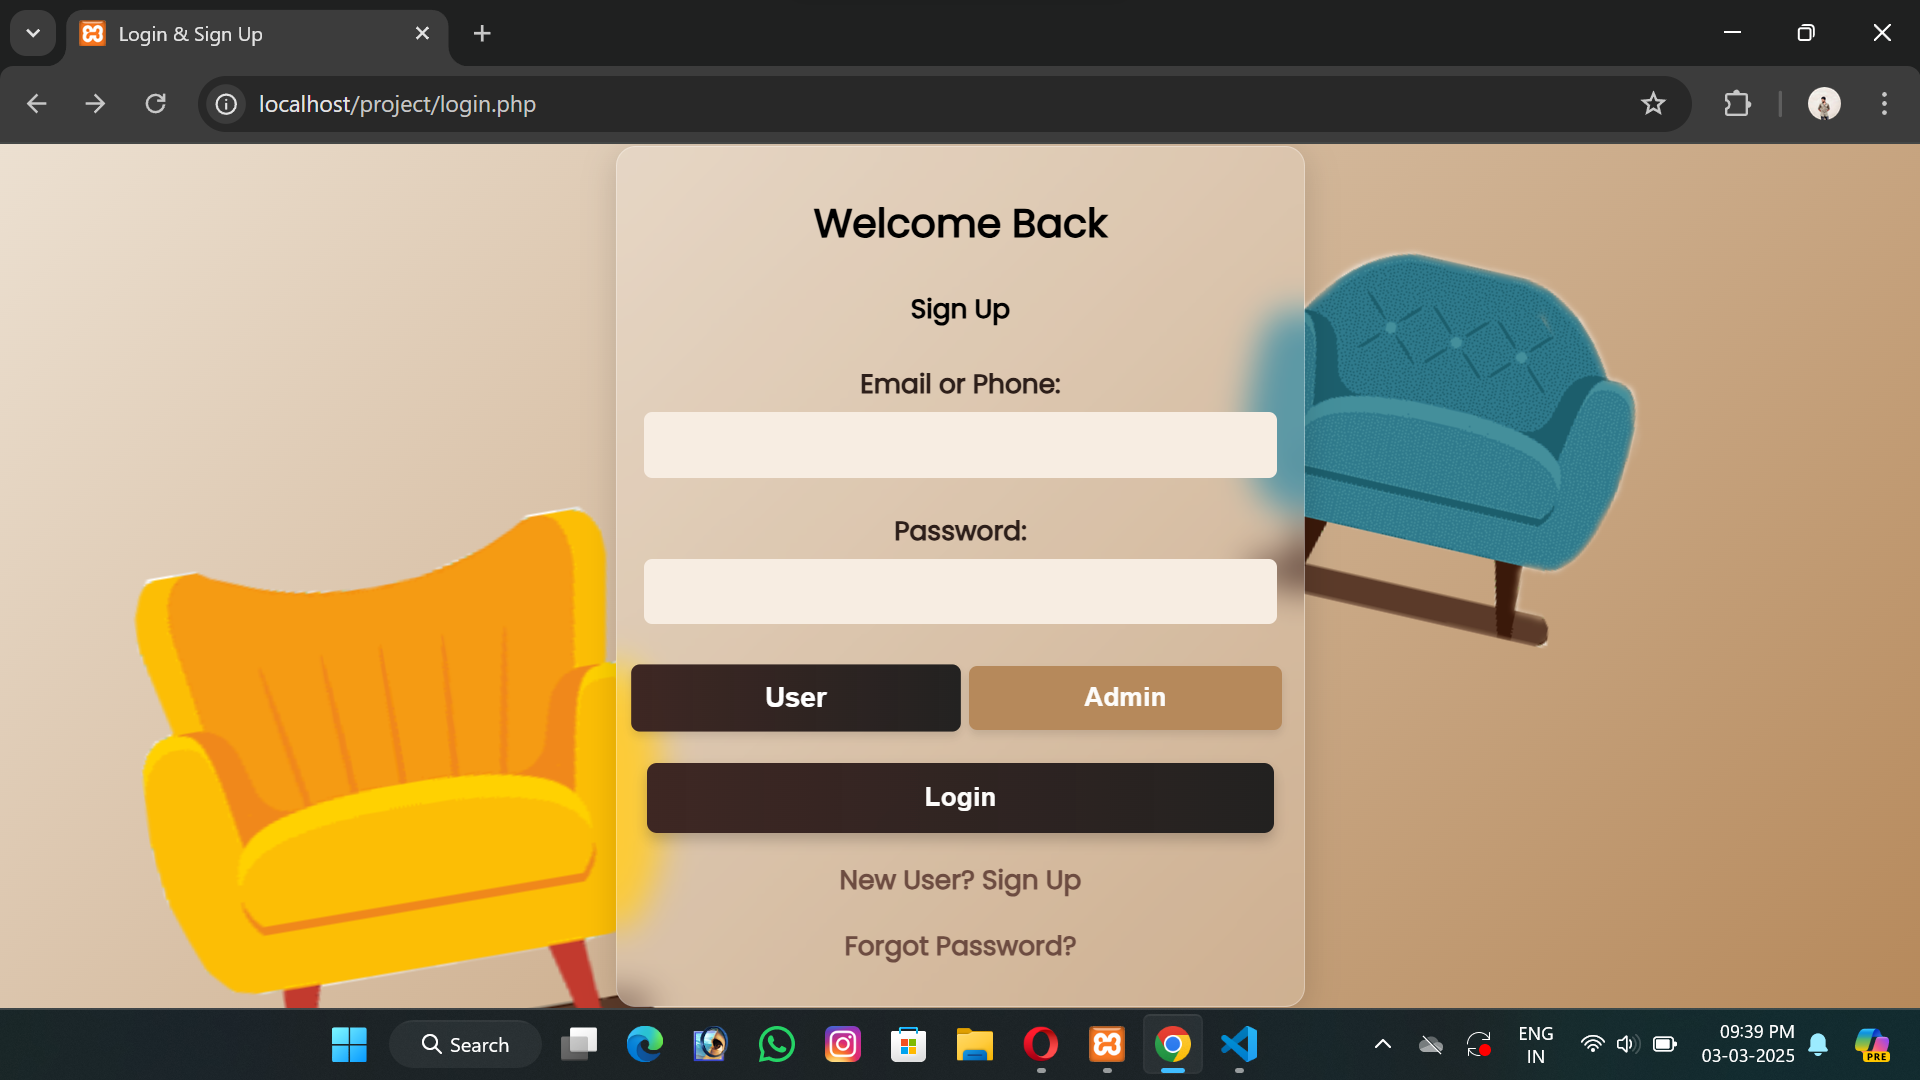 Login & Sign Up
localhost/project/login.php
Welcome Back
Sign Up
Email or Phone:
Password:
User
Admin
Login
New User? Sign Up
Forgot Password?
Search
ENG
IN
09:39 PM
03-03-2025
PRE